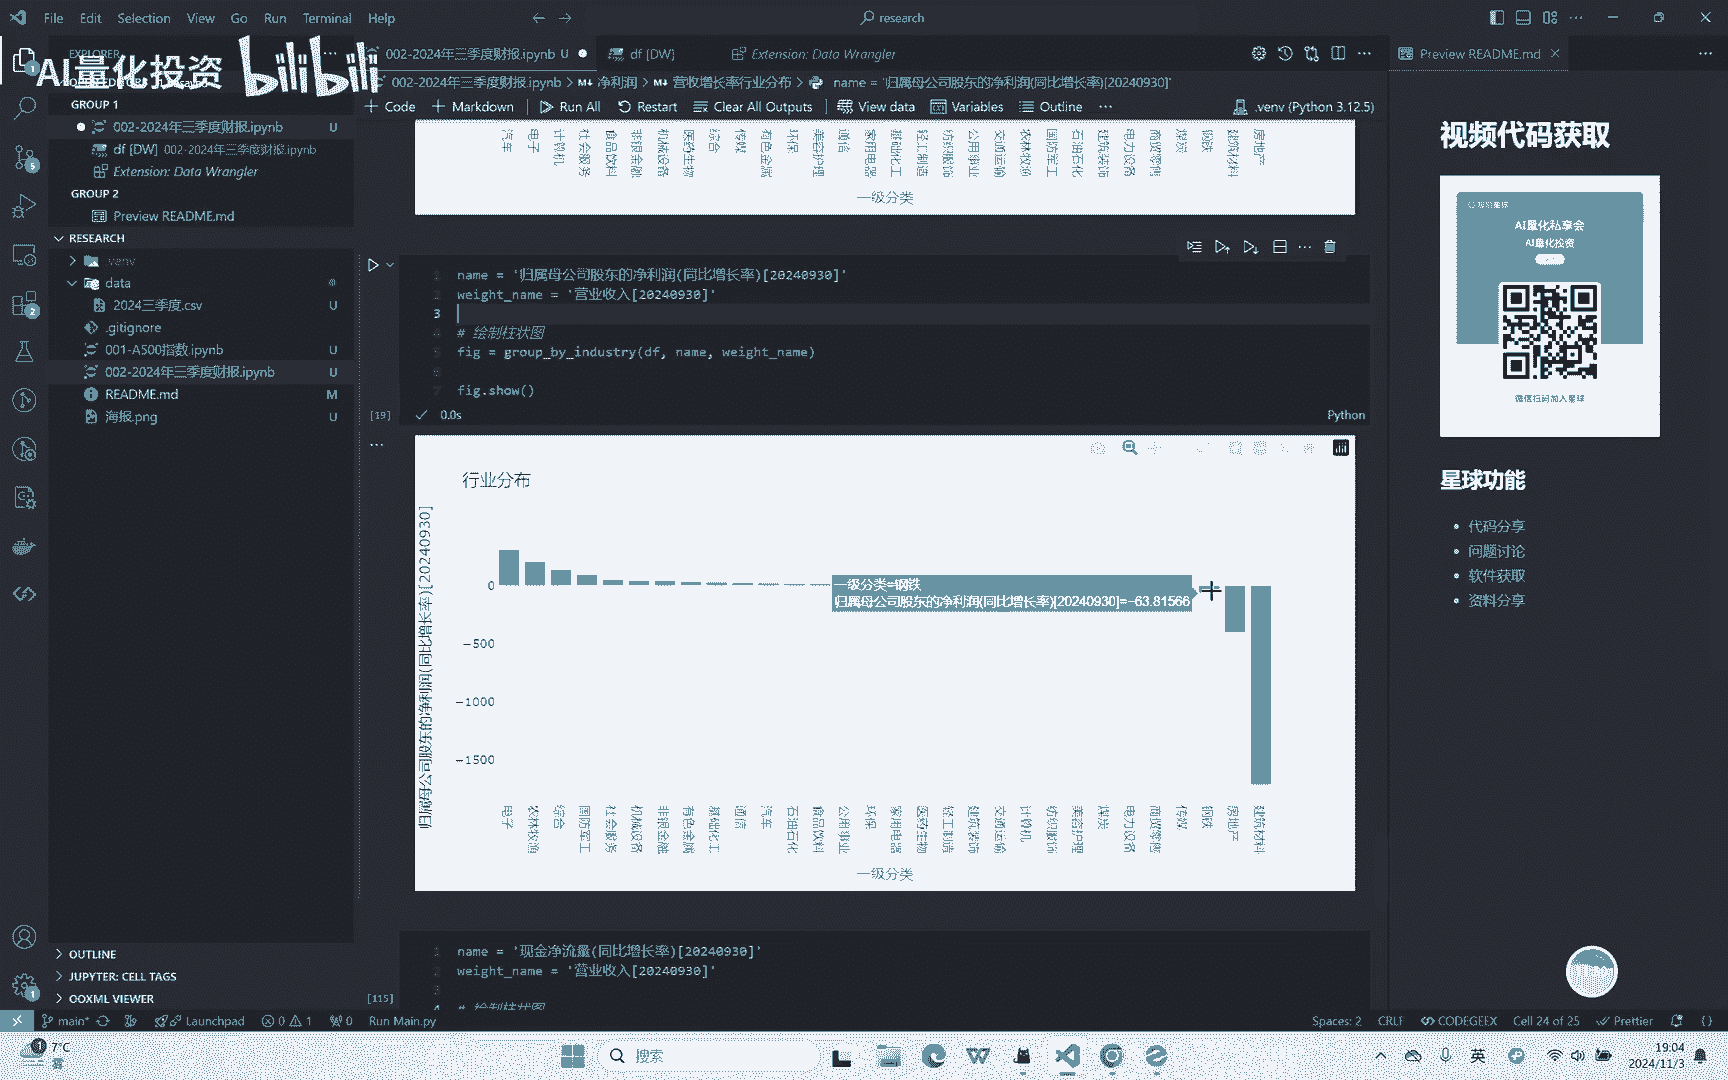 File Edit Selection View Go Run Terminal Help
research
EXPLORER
AI量化投资 bilibili
002-2024年三季度财报.ipynb U
df [DW]
Extension: Data Wrangler
Preview README.md
002-2024年三季度财报.ipynb > 净利润 > 营收增长率行业分布 > name = '归属母公司股东的净利润(同比增长率)[20240930]'
Code Markdown Run All Restart Clear All Outputs View data Variables Outline ...
.venv (Python 3.12.5)
GROUP 1
002-2024年三季度财报.ipynb U
df [DW] 002-2024年三季度财报.ipynb
Extension: Data Wrangler
GROUP 2
Preview README.md
RESEARCH
.venv
data
2024三季度.csv U
.gitignore
001-A500指数.ipynb U
002-2024年三季度财报.ipynb U
README.md M
海报.png U
OUTLINE
JUPYTER: CELL TAGS
OOXML VIEWER
汽车 电子 计算机 社会服务 食品饮料 非银金融 机械设备 医药生物 综合 传媒 有色金属 环保 美容护理 通信 家用电器 基础化工 轻工制造 纺织服饰 公用事业 交通运输 农林牧渔 国防军工 石油石化 建筑装饰 电力设备 商贸零售 煤炭 钢铁 建筑材料 房地产
一级分类
1 name = '归属母公司股东的净利润(同比增长率)[20240930]'
2 weight_name = '营业收入[20240930]'
3
4 # 绘制柱状图
5 fig = group_by_industry(df, name, weight_name)
6
7 fig.show()
[19] 0.0s Python
行业分布
归属母公司股东的净利润(同比增长率)[20240930]
0
−500
−1000
−1500
一级分类=钢铁
归属母公司股东的净利润(同比增长率)[20240930]=−63.81566
电子 农林牧渔 综合 国防军工 社会服务 机械设备 非银金融 有色金属 基础化工 通信 汽车 石油石化 食品饮料 公用事业 环保 家用电器 医药生物 轻工制造 建筑装饰 交通运输 计算机 纺织服饰 美容护理 煤炭 电力设备 商贸零售 传媒 钢铁 房地产 建筑材料
一级分类
1 name = '现金净流量(同比增长率)[20240930]'
2 weight_name = '营业收入[20240930]'
3
4 # 绘制柱状图
[115]
视频代码获取
知识星球
AI量化私享会
AI量化投资
微信扫码加入星球
星球功能
• 代码分享
• 问题讨论
• 软件获取
• 资料分享
main* Launchpad 0 1 0 Run Main.py
Spaces: 2 CRLF CODEGEEX Cell 24 of 25 Prettier
7°C
搜索
英
19:04
2024/11/3